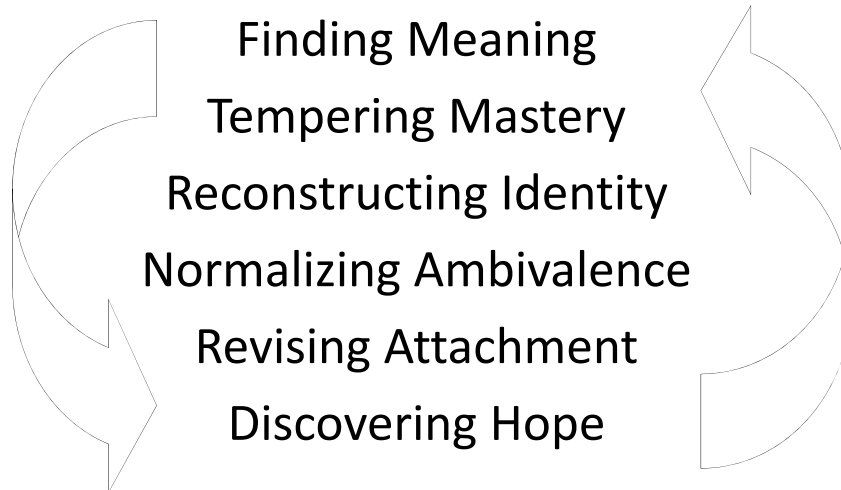 Finding Meaning
Tempering Mastery
Reconstructing Identity
Normalizing Ambivalence
Revising Attachment
Discovering Hope